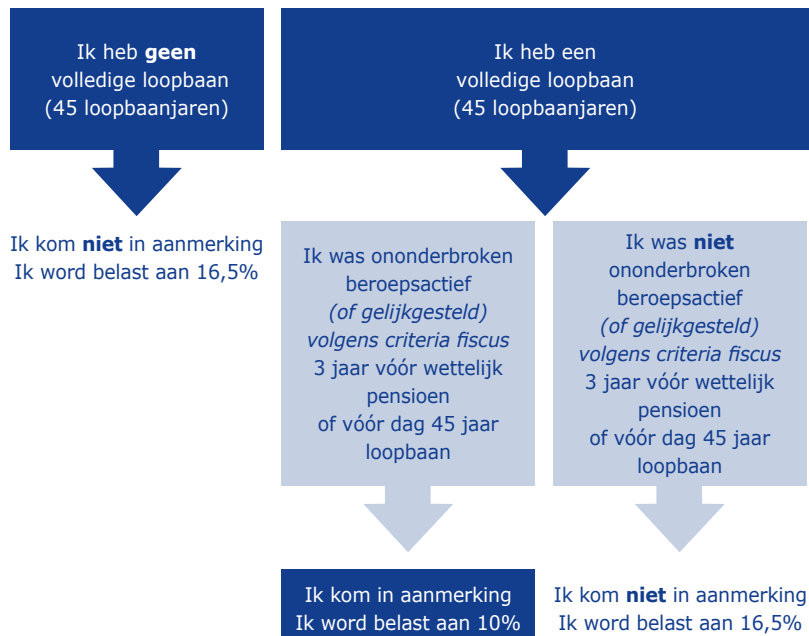 Ik heb geen
volledige loopbaan
(45 loopbaanjaren)
Ik heb een
volledige loopbaan
(45 loopbaanjaren)
Ik kom niet in aanmerking
Ik word belast aan 16,5%
Ik was ononderbroken
beroepsactief
(of gelijkgesteld)
volgens criteria fiscus
3 jaar vóór wettelijk
pensioen
of vóór dag 45 jaar
loopbaan
Ik was niet
ononderbroken
beroepsactief
(of gelijkgesteld)
volgens criteria fiscus
3 jaar vóór wettelijk
pensioen
of vóór dag 45 jaar
loopbaan
Ik kom in aanmerking
Ik word belast aan 10%
Ik kom niet in aanmerking
Ik word belast aan 16,5%